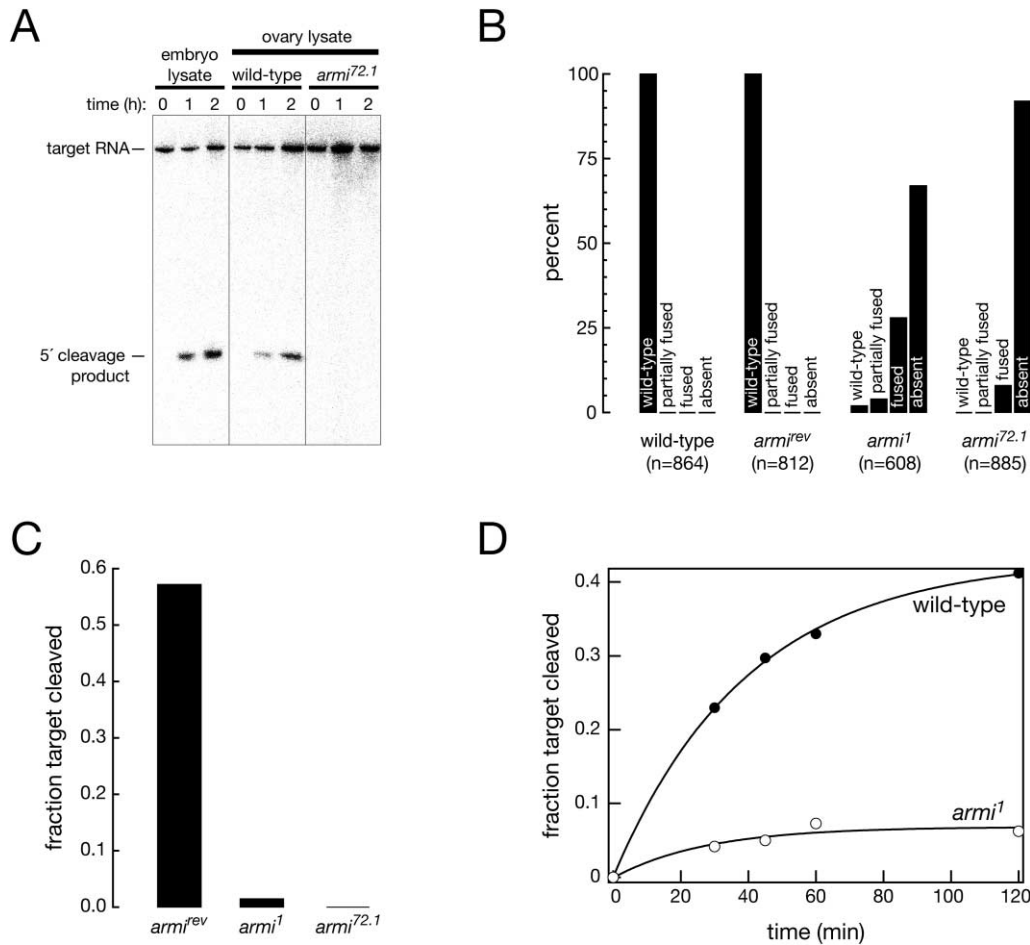 A
ovary lysate
embryo
lysate
wild-type
armi72.1
time (h):
0 1 2 0 1 2 0 1 2
target RNA
5´ cleavage
product
B
percent
100
75
50
25
0
wild-type
partially fused
fused
absent
wild-type
partially fused
fused
absent
wild-type
partially fused
fused
absent
wild-type
partially fused
fused
absent
wild-type
(n=864)
armirev
(n=812)
armi1
(n=608)
armi72.1
(n=885)
C
fraction target cleaved
0.6
0.5
0.4
0.3
0.2
0.1
0.0
armirev
armi1
armi72.1
D
fraction target cleaved
0.4
0.3
0.2
0.1
0
wild-type
armi1
0 20 40 60 80 100 120
time (min)